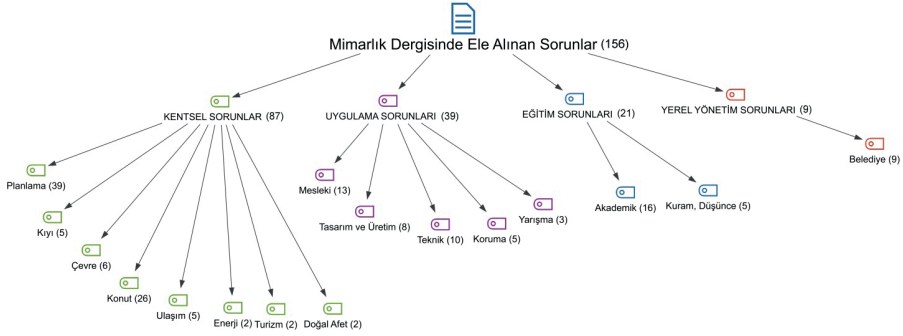 Mimarlık Dergisinde Ele Alınan Sorunlar (156)
KENTSEL SORUNLAR (87)
UYGULAMA SORUNLARI (39)
EĞİTİM SORUNLARI (21)
YEREL YÖNETİM SORUNLARI (9)
Planlama (39)
Kıyı (5)
Çevre (6)
Konut (26)
Ulaşım (5)
Enerji (2)
Turizm (2)
Doğal Afet (2)
Mesleki (13)
Tasarım ve Üretim (8)
Teknik (10)
Koruma (5)
Yarışma (3)
Akademik (16)
Kuram, Düşünce (5)
Belediye (9)